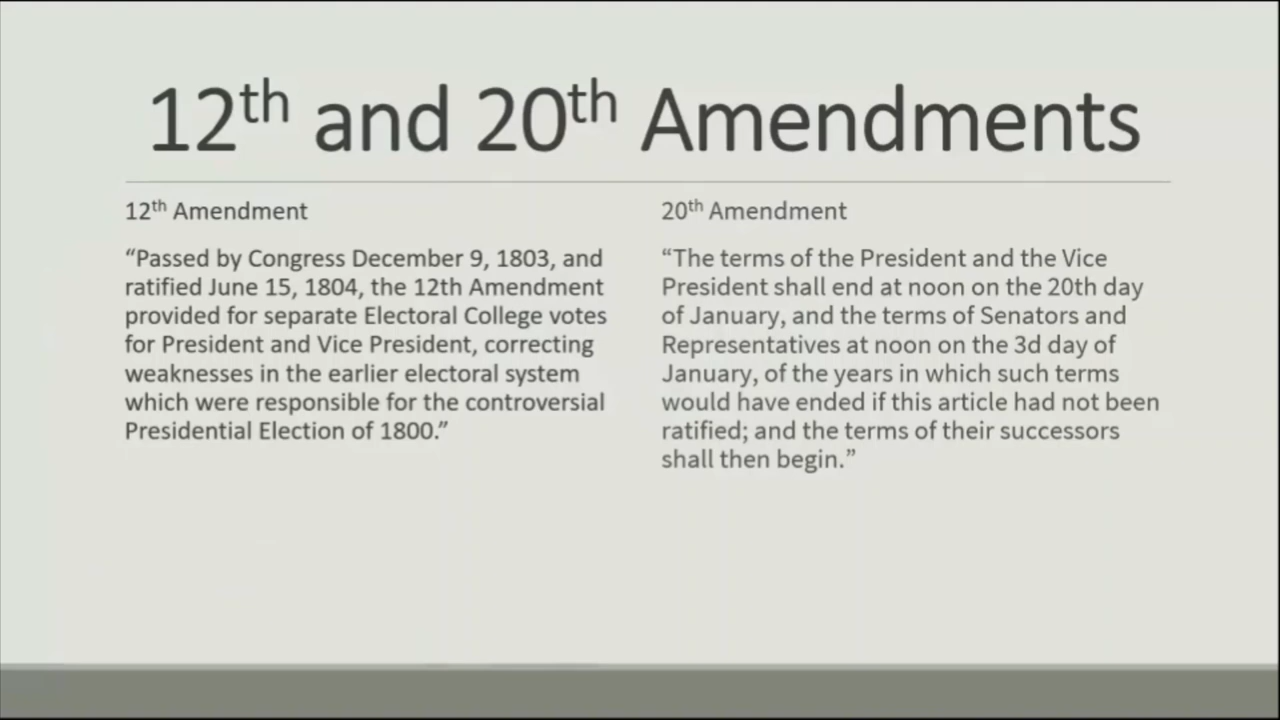 12th and 20th Amendments
12th Amendment
“Passed by Congress December 9, 1803, and
ratified June 15, 1804, the 12th Amendment
provided for separate Electoral College votes
for President and Vice President, correcting
weaknesses in the earlier electoral system
which were responsible for the controversial
Presidential Election of 1800.”
20th Amendment
“The terms of the President and the Vice
President shall end at noon on the 20th day
of January, and the terms of Senators and
Representatives at noon on the 3d day of
January, of the years in which such terms
would have ended if this article had not been
ratified; and the terms of their successors
shall then begin.”